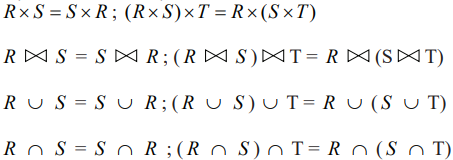 R × S = S × R ; (R × S) × T = R × (S × T)
R ⋈ S = S ⋈ R ; ( R ⋈ S ) ⋈ T = R ⋈ (S ⋈ T)
R ∪ S = S ∪ R ; ( R ∪ S ) ∪ T = R ∪ ( S ∪ T)
R ∩ S = S ∩ R ; ( R ∩ S ) ∩ T = R ∩ ( S ∩ T)